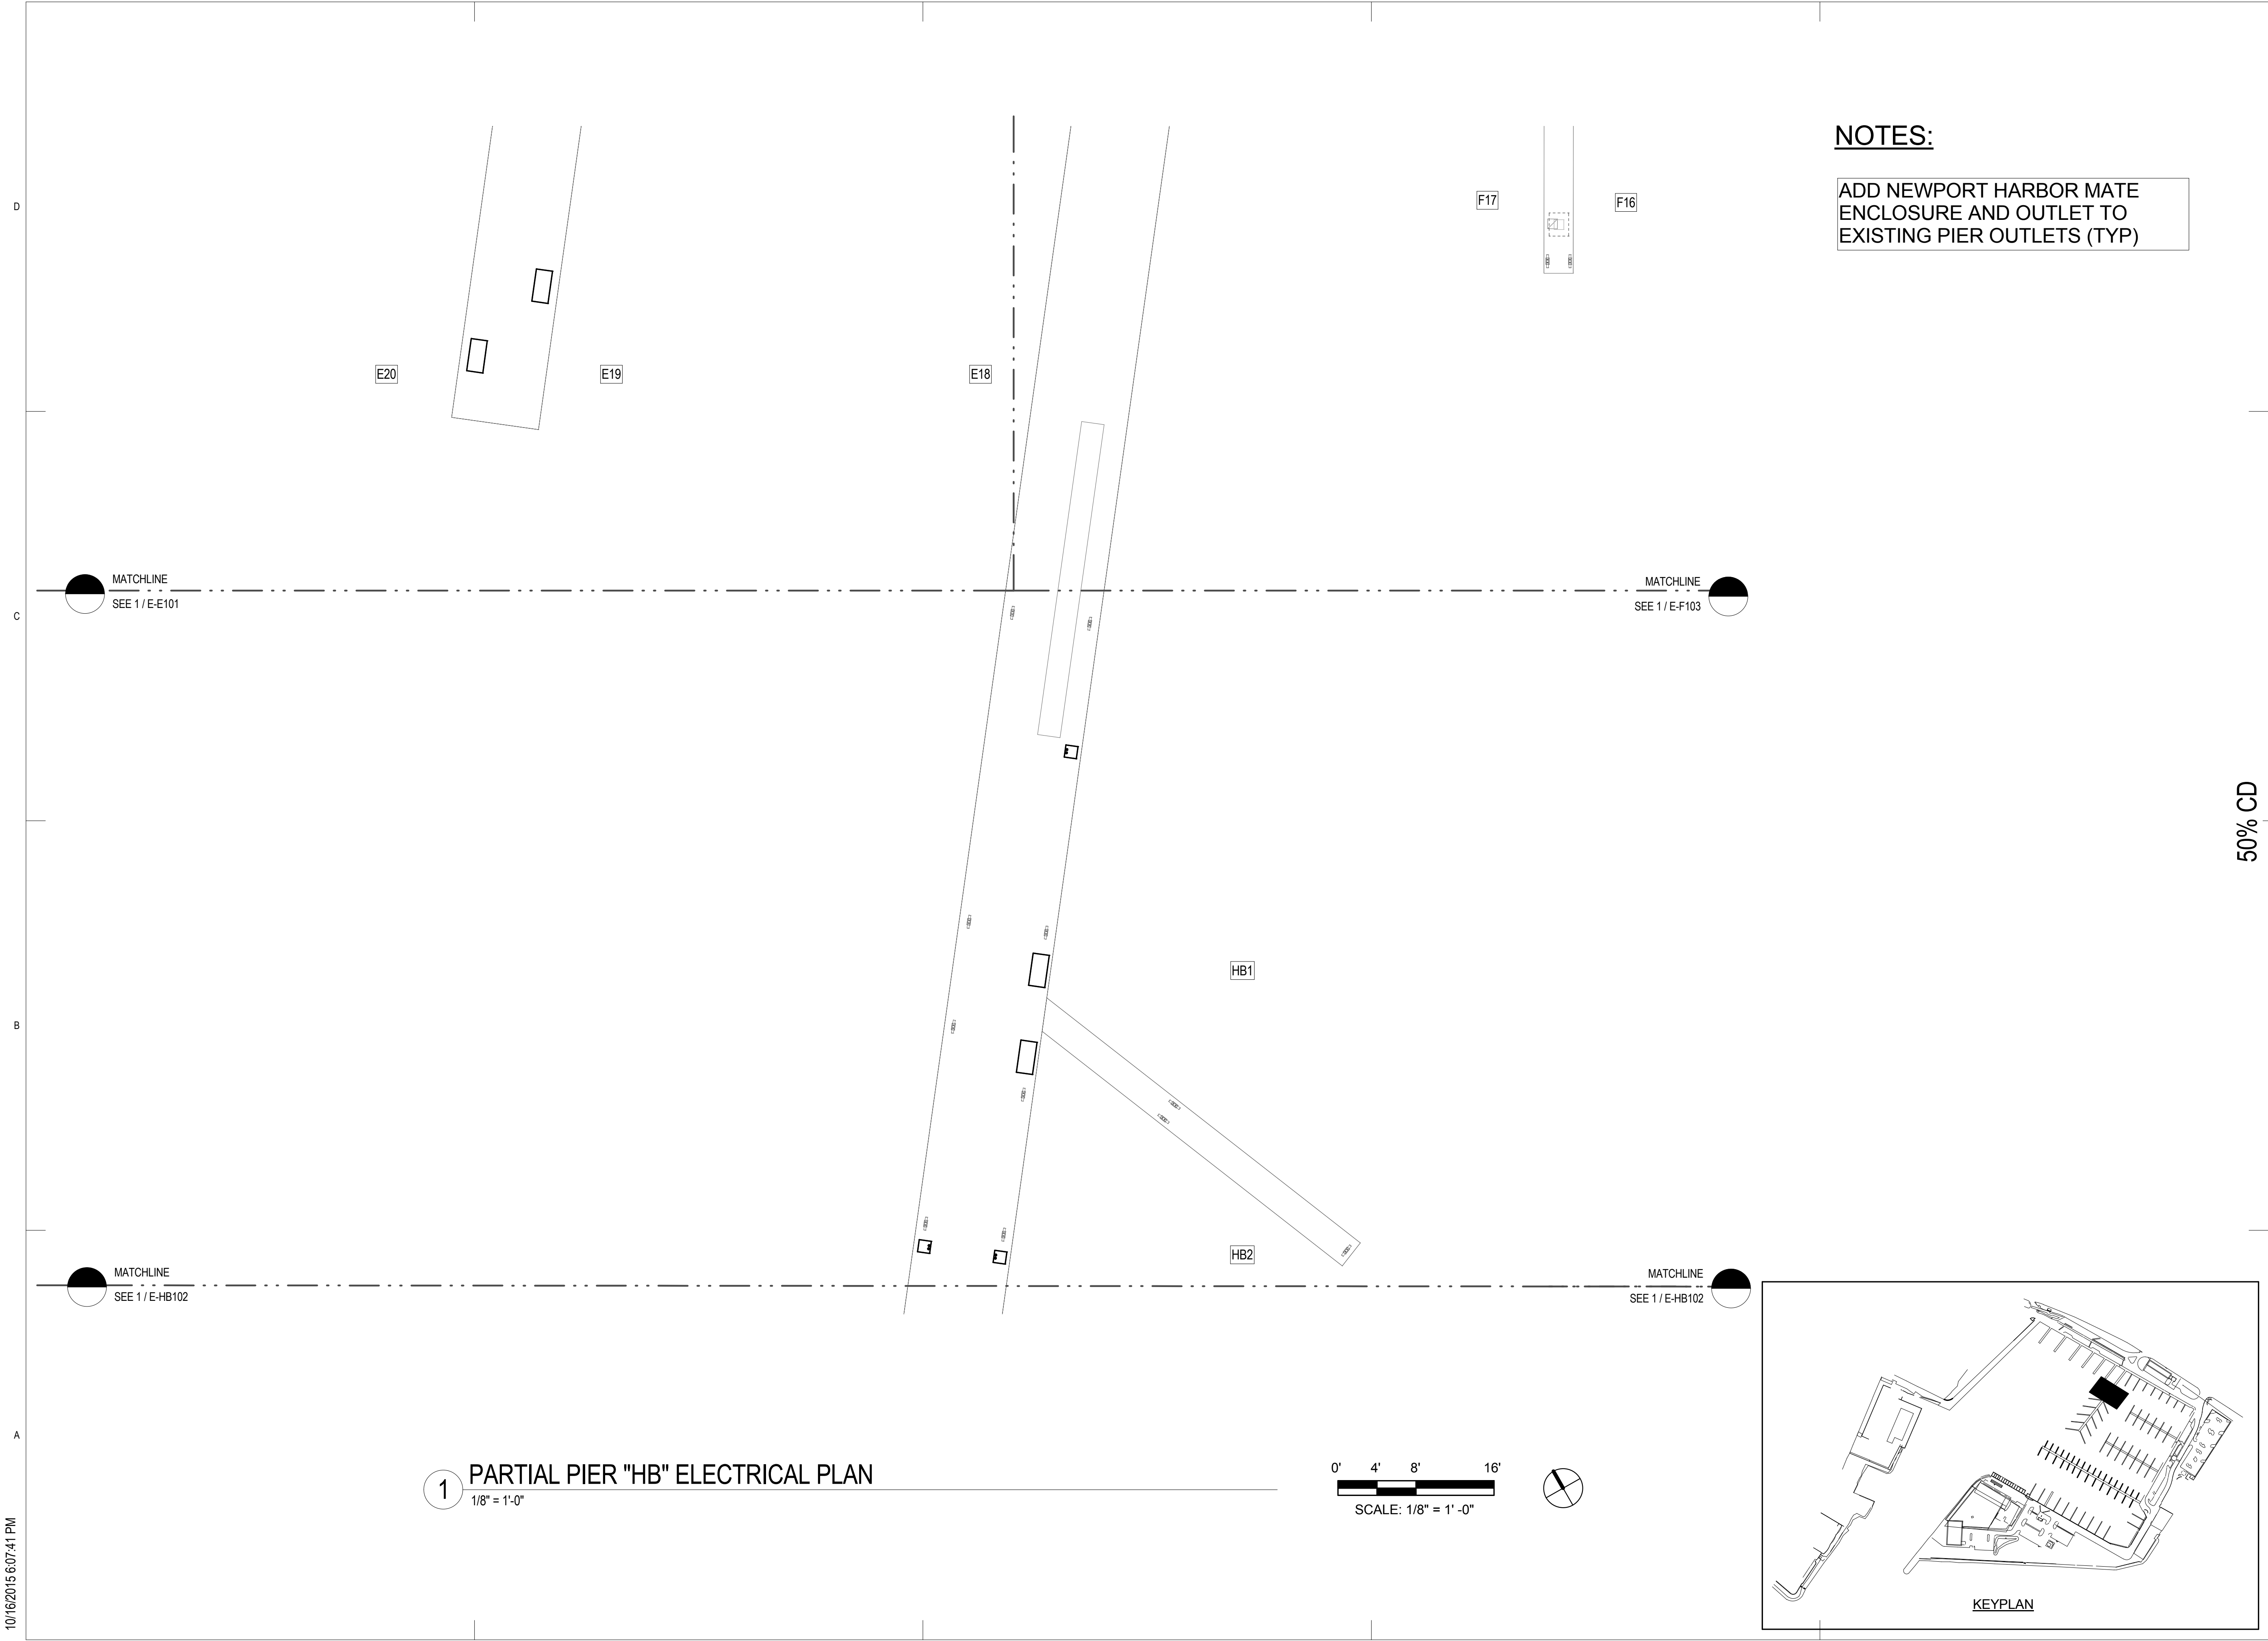 NOTES:
ADD NEWPORT HARBOR MATE
ENCLOSURE AND OUTLET TO
EXISTING PIER OUTLETS (TYP)
D
F17
F16
E20
E19
E18
MATCHLINE
SEE 1 / E-E101
MATCHLINE
SEE 1 / E-F103
C
50% CD
HB1
B
HB2
MATCHLINE
SEE 1 / E-HB102
MATCHLINE
SEE 1 / E-HB102
A
1
PARTIAL PIER "HB" ELECTRICAL PLAN
1/8" = 1'-0"
0' 4' 8' 16'
SCALE: 1/8" = 1' -0"
KEYPLAN
10/16/2015 6:07:41 PM